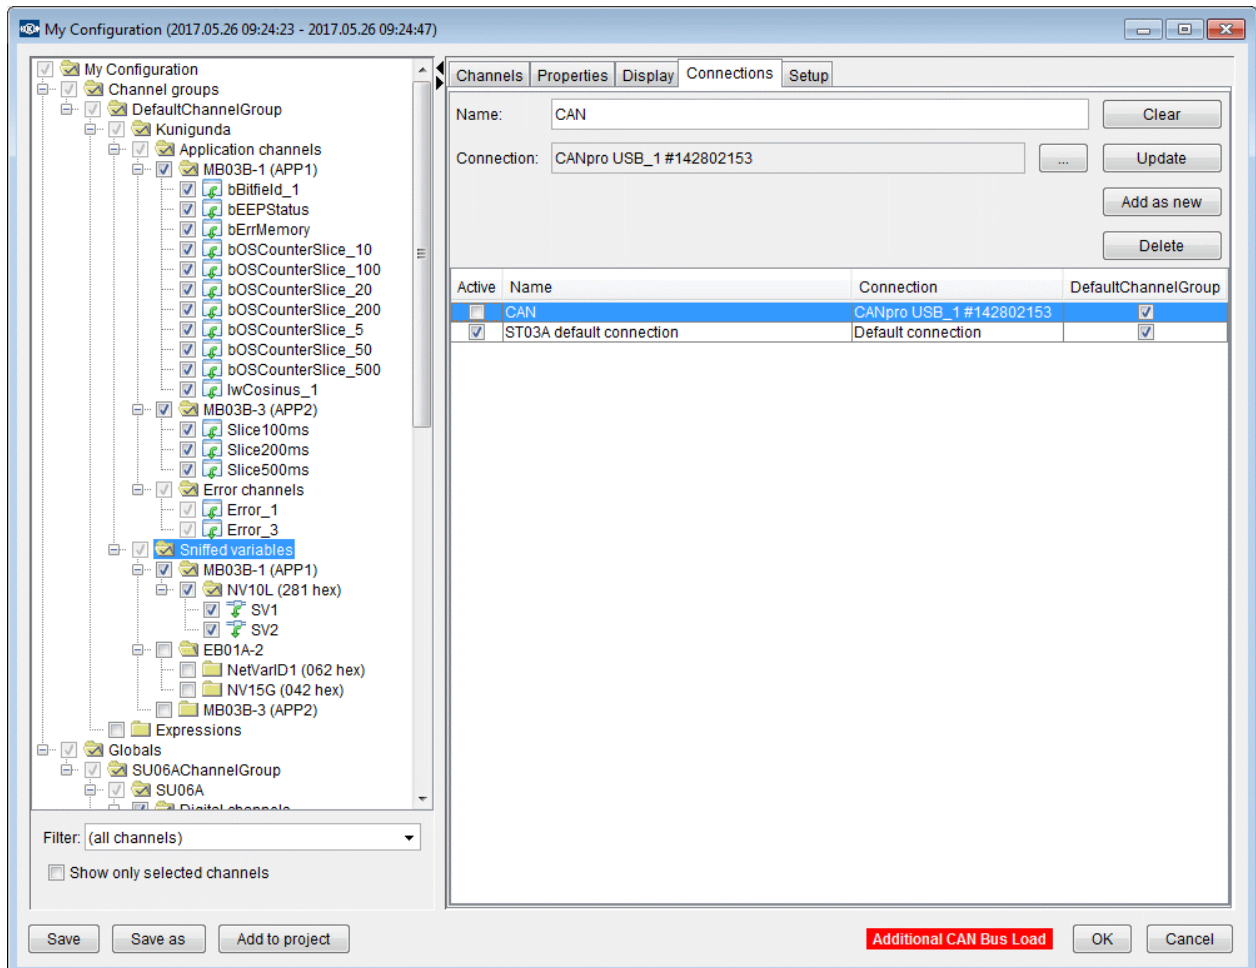 My Configuration (2017.05.26 09:24:23 - 2017.05.26 09:24:47)
My Configuration
Channel groups
DefaultChannelGroup
Kunigunda
Application channels
MB03B-1 (APP1)
bBitfield_1
bEEPStatus
bErrMemory
bOSCounterSlice_10
bOSCounterSlice_100
bOSCounterSlice_20
bOSCounterSlice_200
bOSCounterSlice_5
bOSCounterSlice_50
bOSCounterSlice_500
lwCosinus_1
MB03B-3 (APP2)
Slice100ms
Slice200ms
Slice500ms
Error channels
Error_1
Error_3
Sniffed variables
MB03B-1 (APP1)
NV10L (281 hex)
SV1
SV2
EB01A-2
NetVarID1 (062 hex)
NV15G (042 hex)
MB03B-3 (APP2)
Expressions
Globals
SU06AChannelGroup
SU06A
Digital channels
Filter: (all channels)
Show only selected channels
Channels Properties Display Connections Setup
Name: CAN Clear
Connection: CANpro USB_1 #142802153 ... Update
Add as new
Delete
Active Name Connection DefaultChannelGroup
CAN CANpro USB_1 #142802153
ST03A default connection Default connection
Save Save as Add to project Additional CAN Bus Load OK Cancel